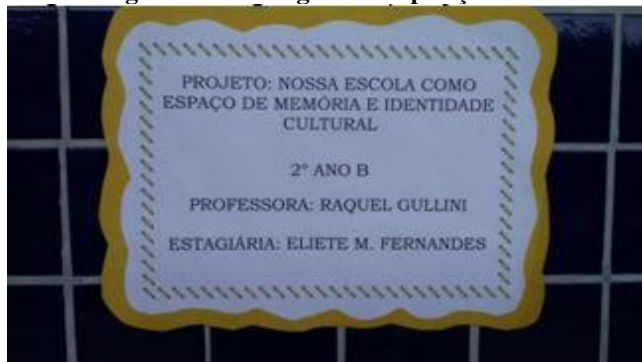 PROJETO: NOSSA ESCOLA COMO
ESPAÇO DE MEMÓRIA E IDENTIDADE
CULTURAL
2º ANO B
PROFESSORA: RAQUEL GULLINI
ESTAGIÁRIA: ELIETE M. FERNANDES